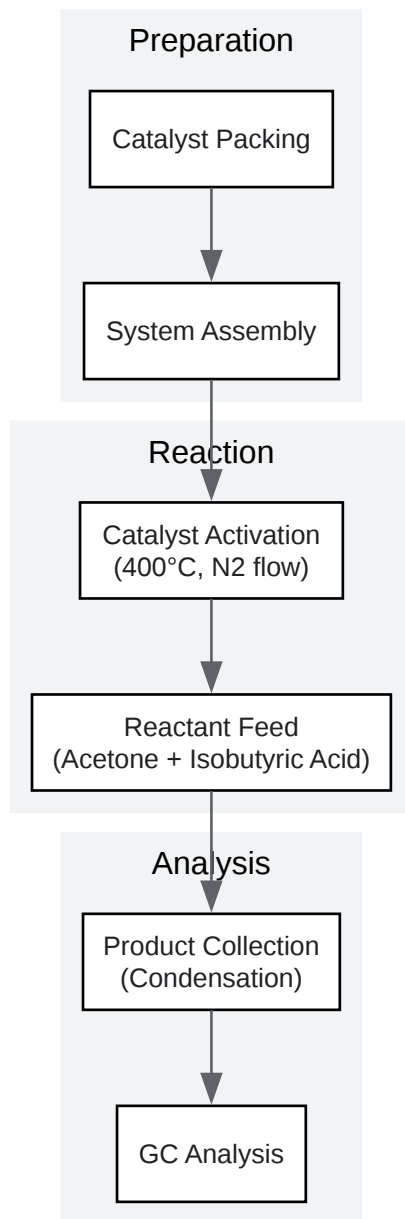 Preparation
Catalyst Packing
System Assembly
Reaction
Catalyst Activation
(400°C, N2 flow)
Reactant Feed
(Acetone + Isobutyric Acid)
Analysis
Product Collection
(Condensation)
GC Analysis